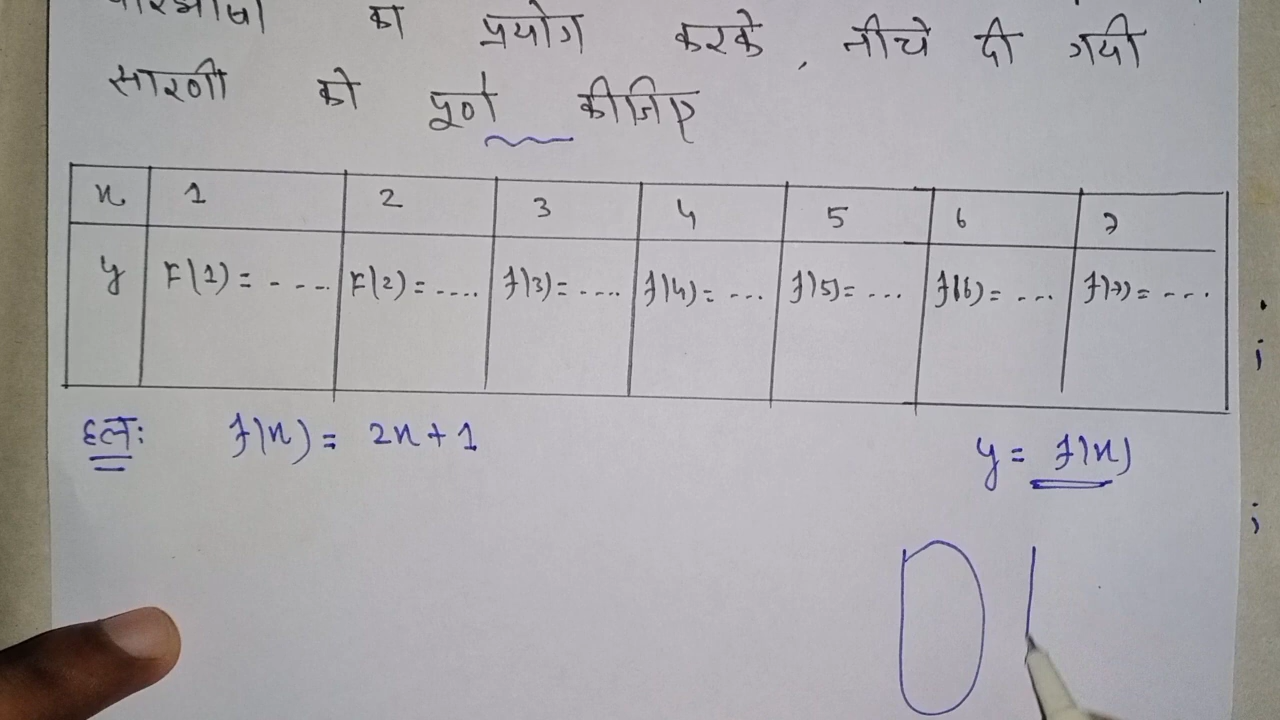 परिभाषा का प्रयोग करके, नीचे दी गयी
सारणी को पूर्ण कीजिए
x 1 2 3 4 5 6 7
y F(1) = ---- F(2) = ---- f(3) = ---- f(4) = --- f(5) = --- f(6) = --- f(7) = ---
हल: f(x) = 2x + 1 y = f(x)